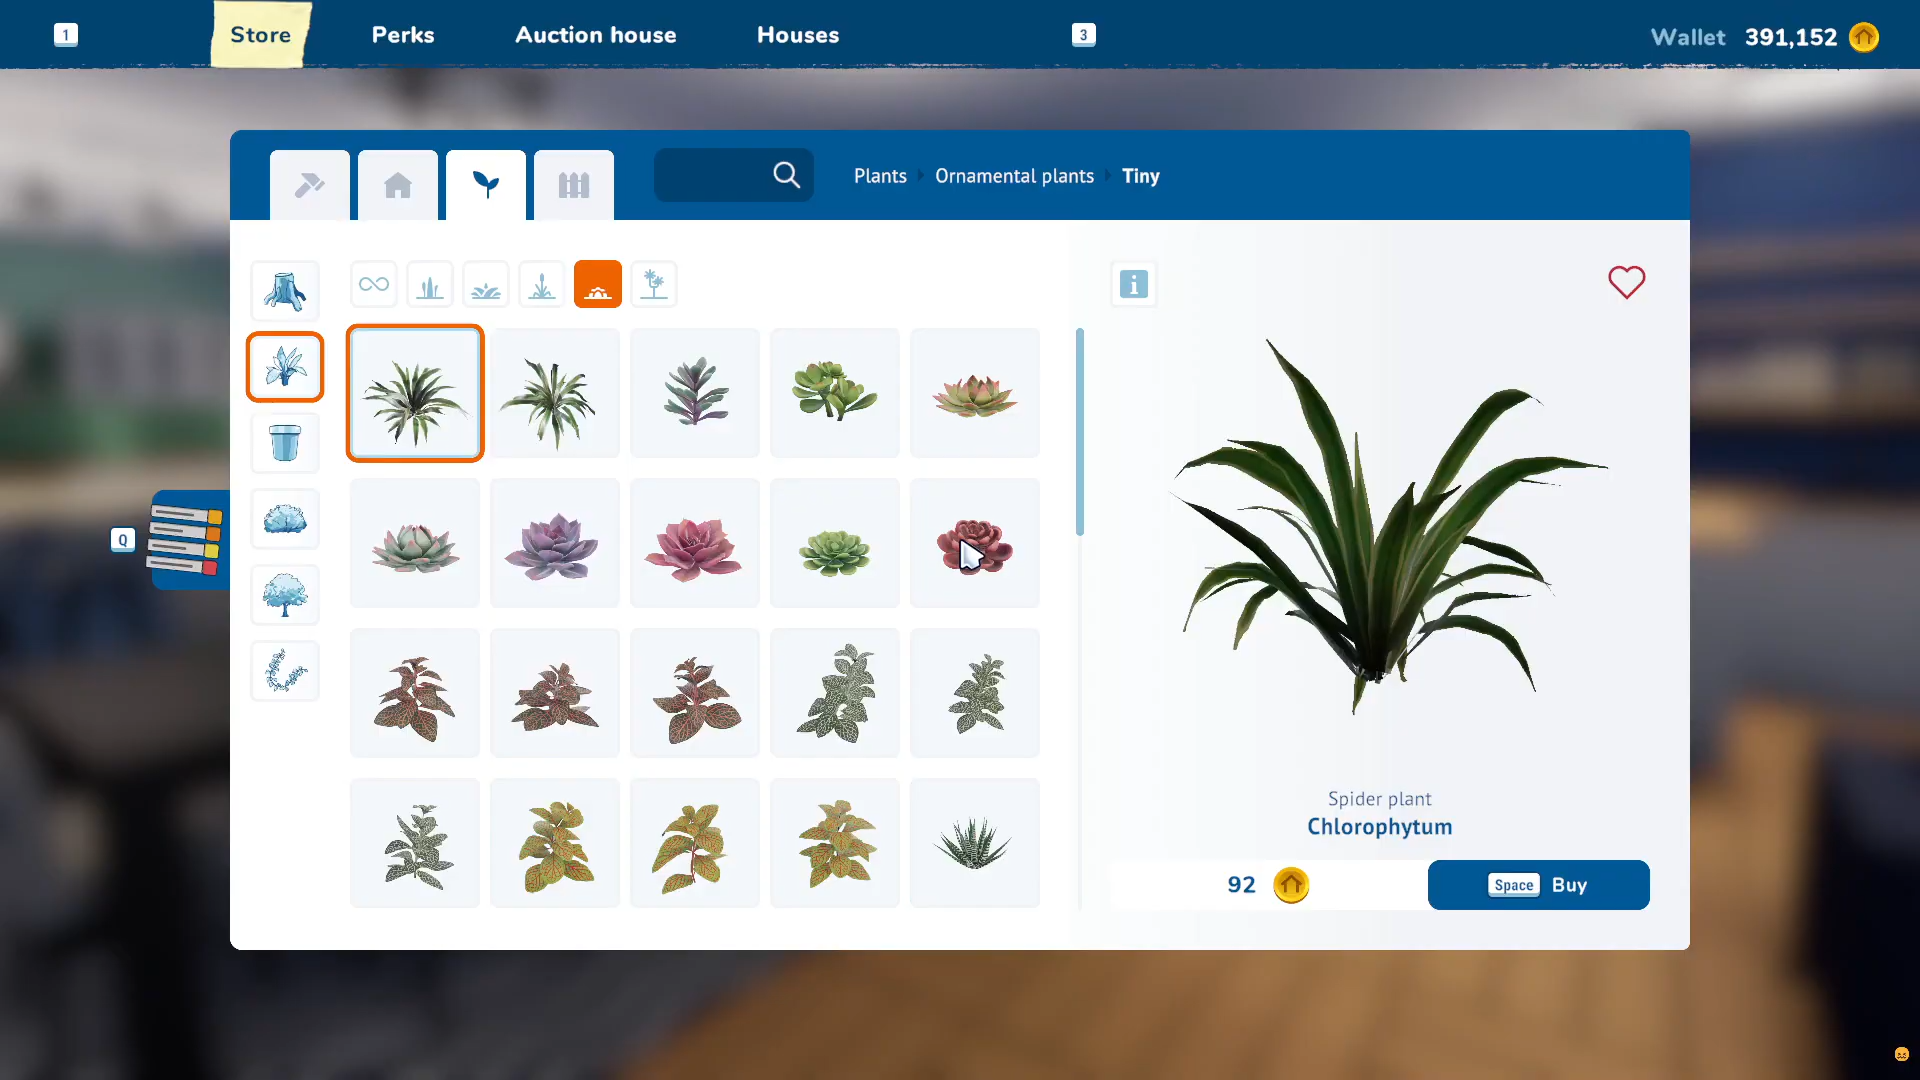 1 Store Perks Auction house Houses 3 Wallet 391,152
Plants Ornamental plants Tiny
i
Q
Spider plant
Chlorophytum
92 Space Buy